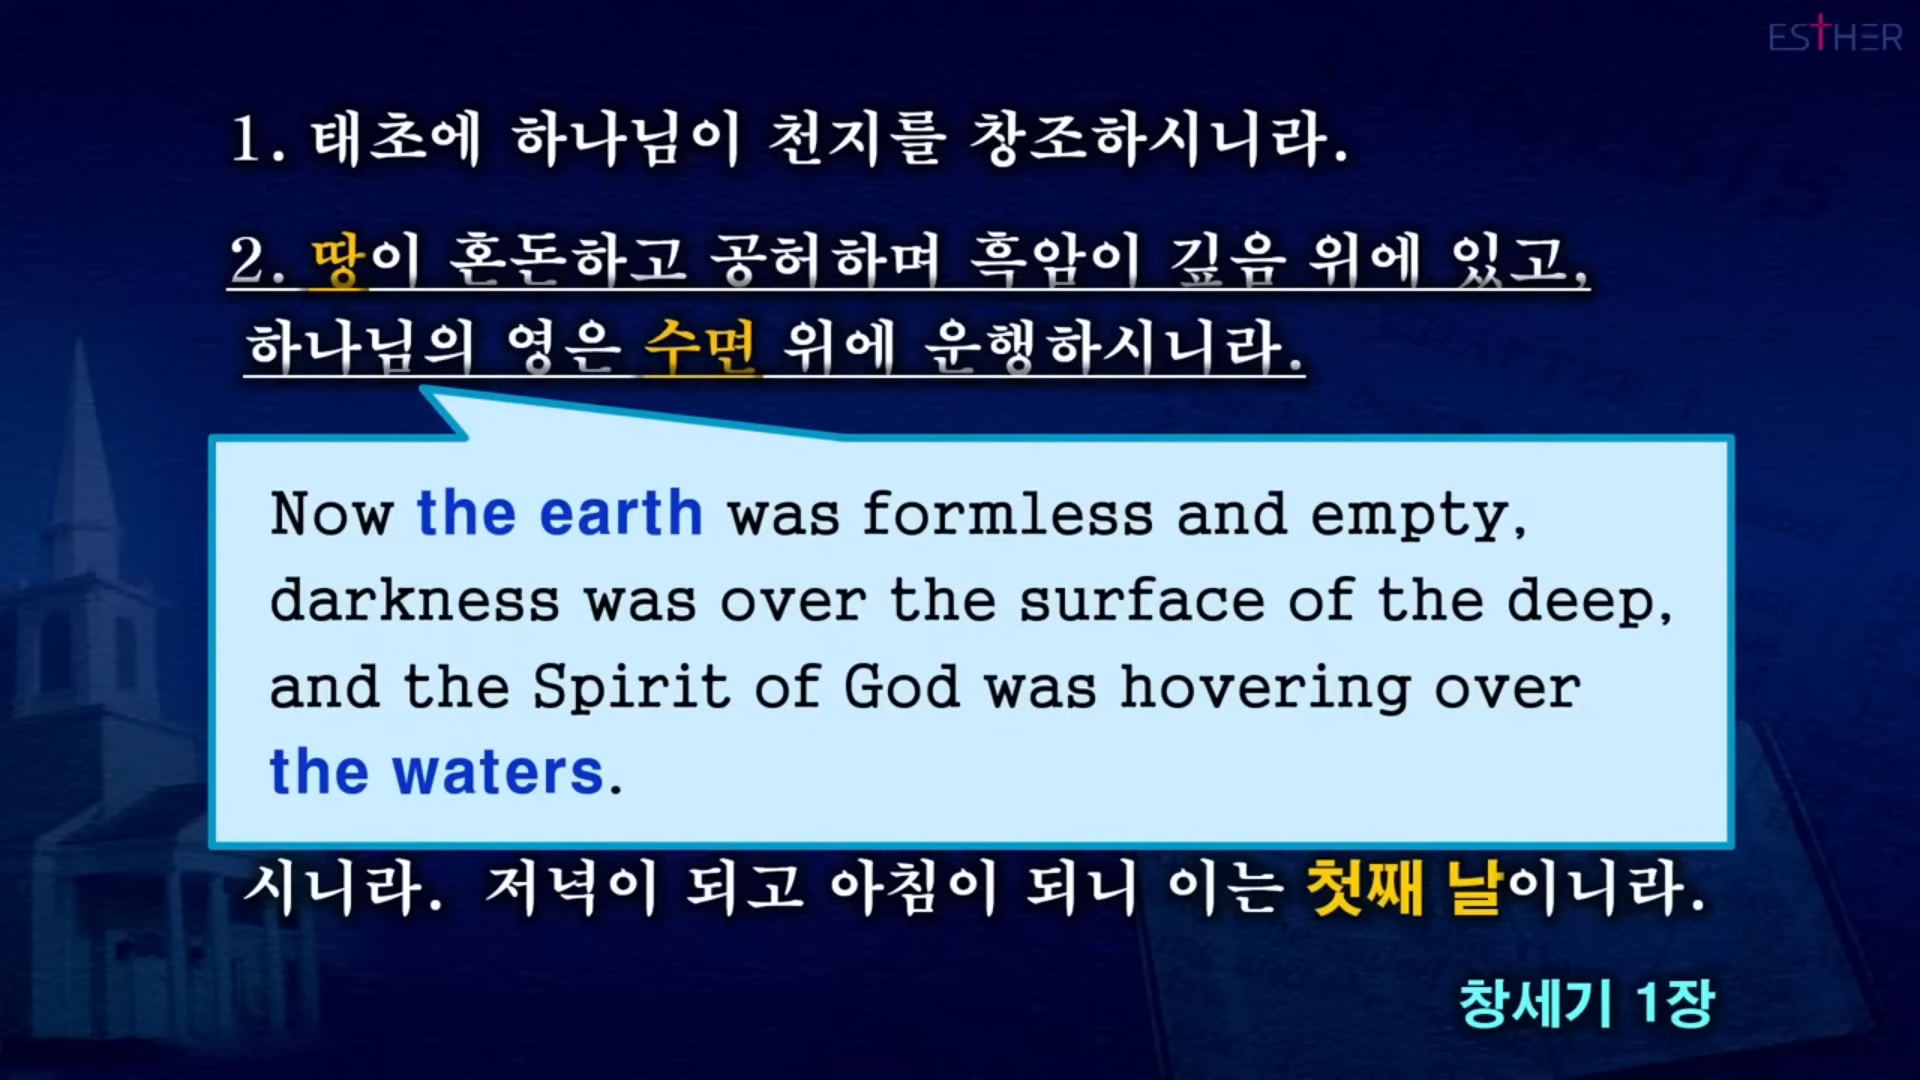 ESTHER
1. 태초에 하나님이 천지를 창조하시니라.
2. 땅이 혼돈하고 공허하며 흑암이 깊음 위에 있고,
하나님의 영은 수면 위에 운행하시니라.
Now the earth was formless and empty,
darkness was over the surface of the deep,
and the Spirit of God was hovering over
the waters.
시니라. 저녁이 되고 아침이 되니 이는 첫째 날이니라.
창세기 1장